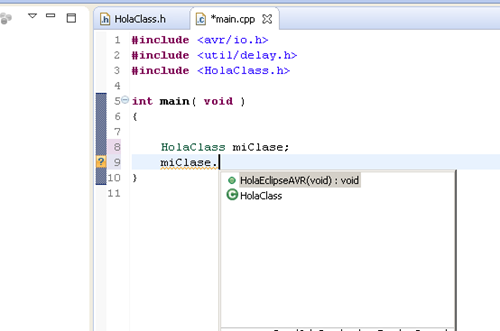 HolaClass.h
*main.cpp
1 #include <avr/io.h>
2 #include <util/delay.h>
3 #include <HolaClass.h>
4
5 int main( void )
6 {
7
8 HolaClass miClase;
9 miClase.
10 }
11
HolaEclipseAVR(void) : void
HolaClass